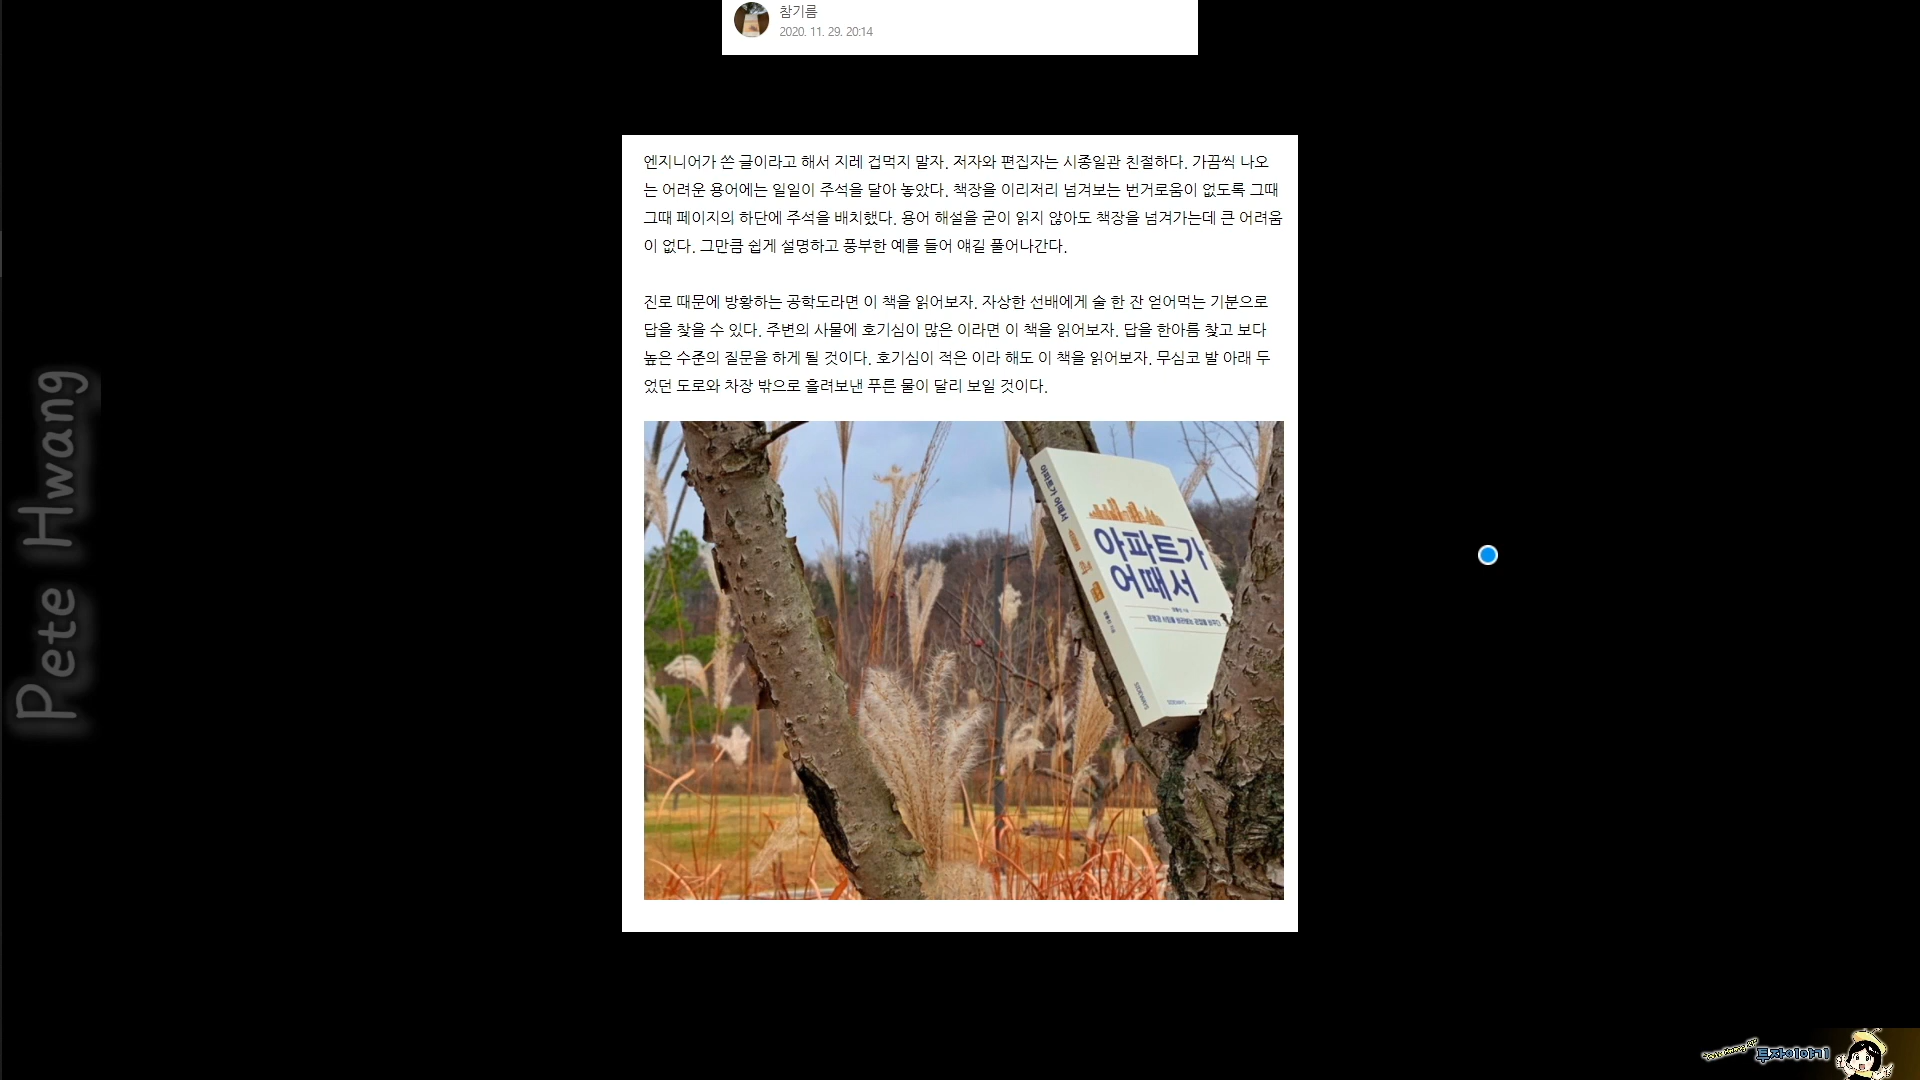 참기름
2020. 11. 29. 20:14
엔지니어가 쓴 글이라고 해서 지레 겁먹지 말자. 저자와 편집자는 시종일관 친절하다. 가끔씩 나오
는 어려운 용어에는 일일이 주석을 달아 놓았다. 책장을 이리저리 넘겨보는 번거로움이 없도록 그때
그때 페이지의 하단에 주석을 배치했다. 용어 해설을 굳이 읽지 않아도 책장을 넘겨가는데 큰 어려움
이 없다. 그만큼 쉽게 설명하고 풍부한 예를 들어 얘길 풀어나간다.
진로 때문에 방황하는 공학도라면 이 책을 읽어보자. 자상한 선배에게 술 한 잔 얻어먹는 기분으로
답을 찾을 수 있다. 주변의 사물에 호기심이 많은 이라면 이 책을 읽어보자. 답을 한아름 찾고 보다
높은 수준의 질문을 하게 될 것이다. 호기심이 적은 이라 해도 이 책을 읽어보자. 무심코 발 아래 두
었던 도로와 차장 밖으로 흘려보낸 푸른 물이 달리 보일 것이다.
Pete Hwang
아파트가 어때서
아파트가
어때서
투자이야기